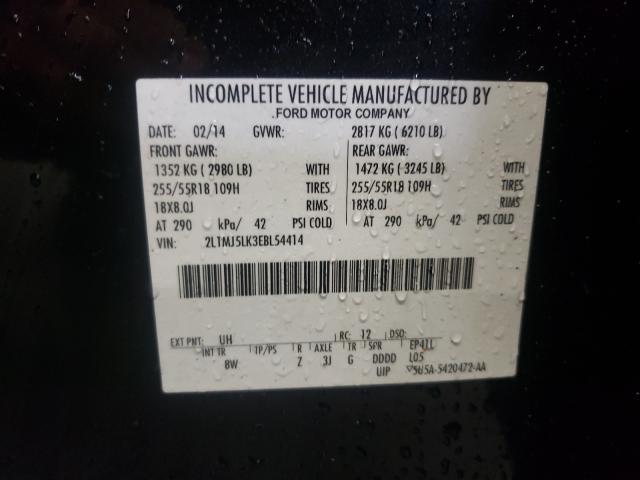 INCOMPLETE VEHICLE MANUFACTURED BY
FORD MOTOR COMPANY
DATE: 02/14 GVWR: 2817 KG ( 6210 LB)
FRONT GAWR: REAR GAWR:
1352 KG ( 2980 LB) WITH 1472 KG ( 3245 LB) WITH
255/55R18 109H TIRES 255/55R18 109H TIRES
18X8.0J RIMS 18X8.0J RIMS
AT 290 kPa/ 42 PSI COLD AT 290 kPa/ 42 PSI COLD
VIN: 2L1MJ5LK3EBL54414
EXT PNT: UH RC: 12 DSO:
INT TR TP/PS R AXLE TR SPR EP411
8W Z 3J G DDDD L05
UIP 5U5A-5420472-AA